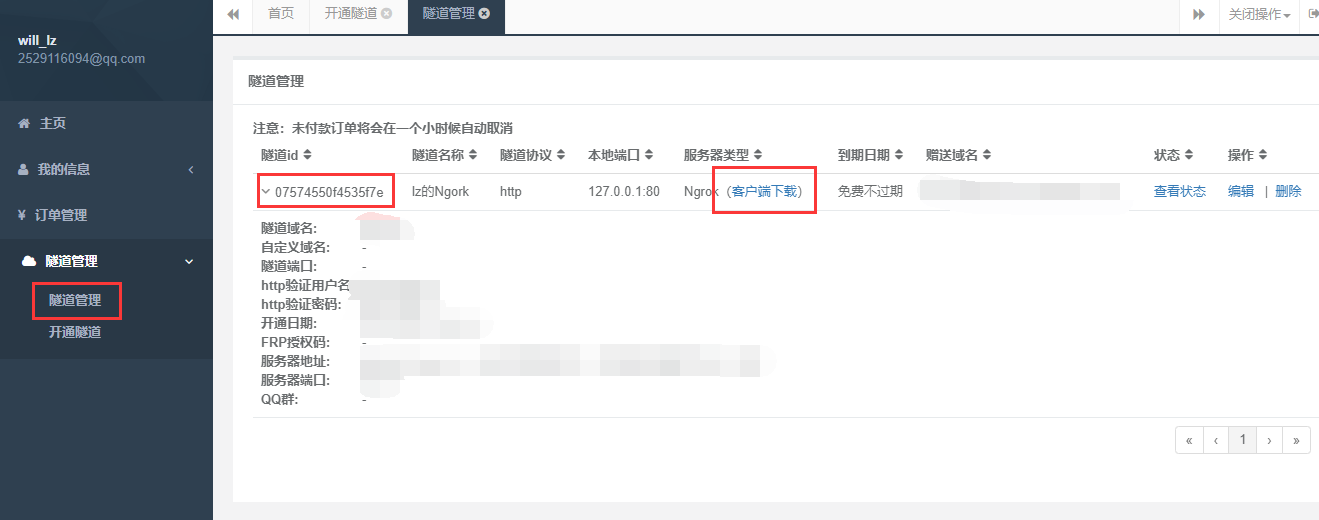 will_lz
2529116094@qq.com
主页
我的信息
¥ 订单管理
隧道管理
隧道管理
开通隧道
首页 开通隧道 隧道管理 关闭操作
隧道管理
注意：未付款订单将会在一个小时候自动取消
隧道id 隧道名称 隧道协议 本地端口 服务器类型 到期日期 赠送域名 状态 操作
07574550f4535f7e lz的Ngork http 127.0.0.1:80 Ngrok（客户端下载） 免费不过期 查看状态 编辑 | 删除
隧道域名:
自定义域名: -
隧道端口: -
http验证用户名
http验证密码:
开通日期:
FRP授权码: -
服务器地址:
服务器端口:
QQ群: -
« ‹ 1 › »